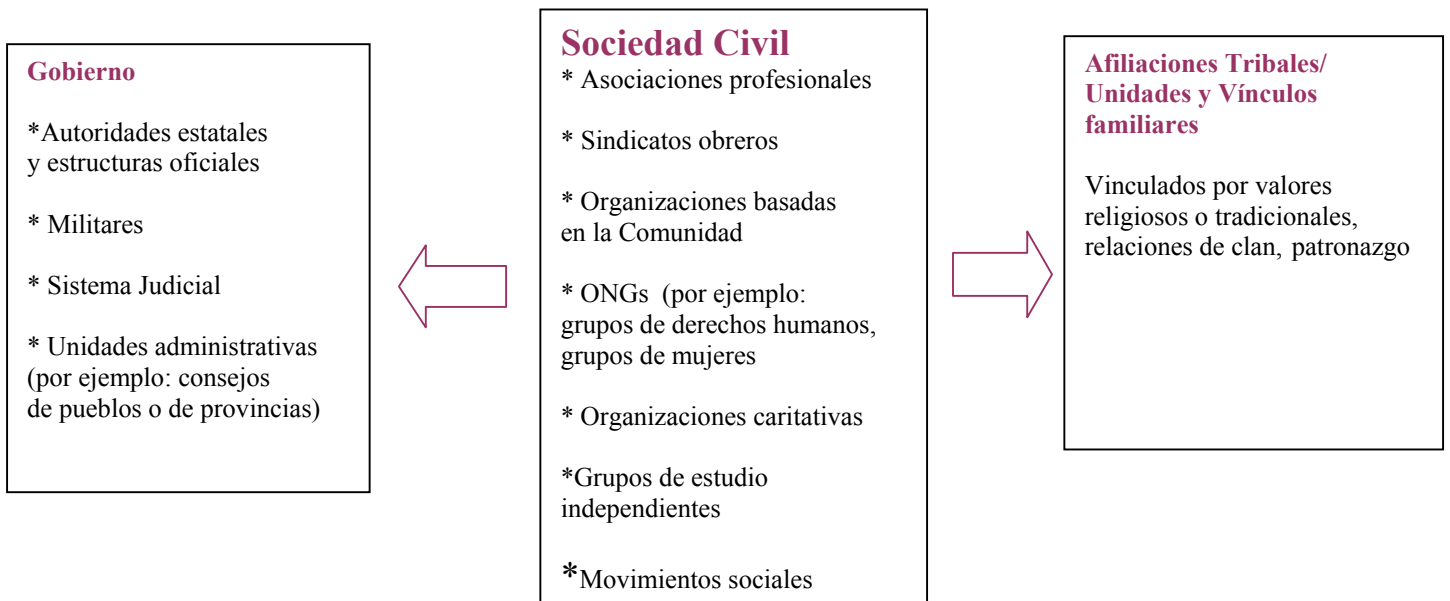 Gobierno
*Autoridades estatales
y estructuras oficiales
* Militares
* Sistema Judicial
* Unidades administrativas
(por ejemplo: consejos
de pueblos o de provincias)
Sociedad Civil
* Asociaciones profesionales
* Sindicatos obreros
* Organizaciones basadas
en la Comunidad
* ONGs (por ejemplo:
grupos de derechos humanos,
grupos de mujeres
* Organizaciones caritativas
*Grupos de estudio
independientes
*Movimientos sociales
Afiliaciones Tribales/
Unidades y Vínculos
familiares
Vinculados por valores
religiosos o tradicionales,
relaciones de clan, patronazgo